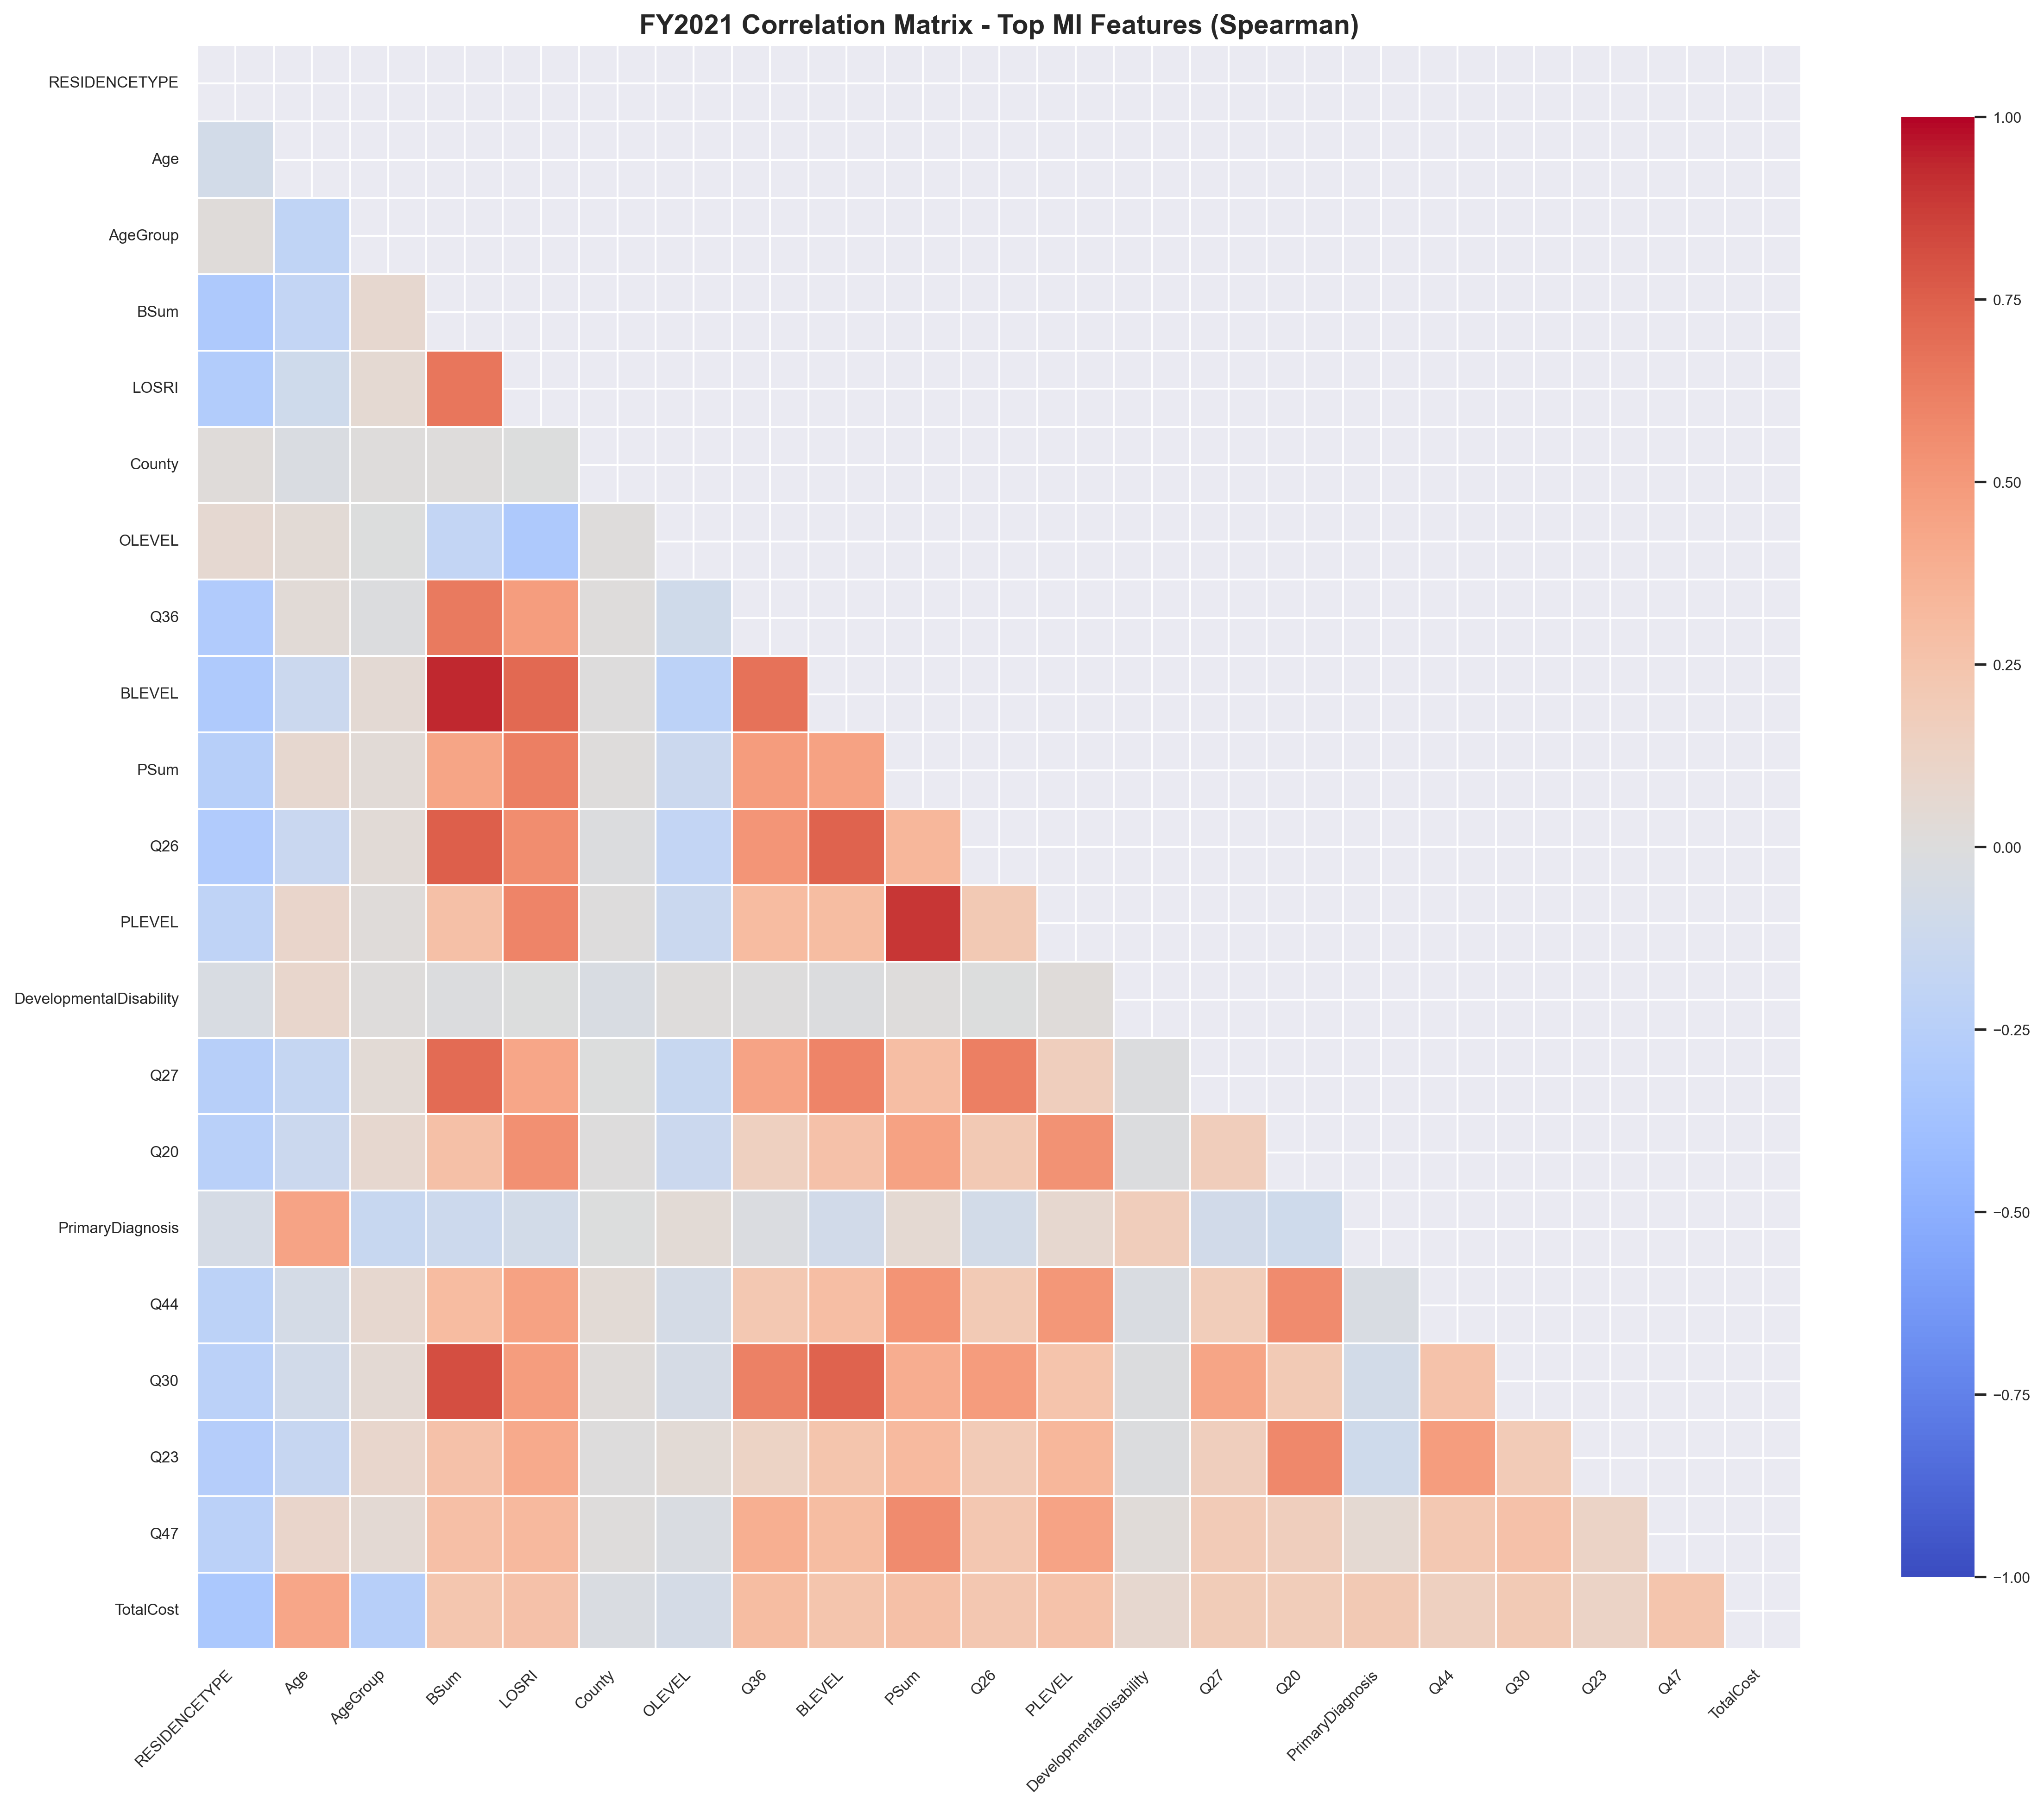 FY2021 Correlation Matrix - Top MI Features (Spearman)
RESIDENCETYPE
Age
AgeGroup
BSum
LOSRI
County
OLEVEL
Q36
BLEVEL
PSum
Q26
PLEVEL
DevelopmentalDisability
Q27
Q20
PrimaryDiagnosis
Q44
Q30
Q23
Q47
TotalCost
RESIDENCETYPE
Age
AgeGroup
BSum
LOSRI
County
OLEVEL
Q36
BLEVEL
PSum
Q26
PLEVEL
DevelopmentalDisability
Q27
Q20
PrimaryDiagnosis
Q44
Q30
Q23
Q47
TotalCost
1.00
0.75
0.50
0.25
0.00
−0.25
−0.50
−0.75
−1.00